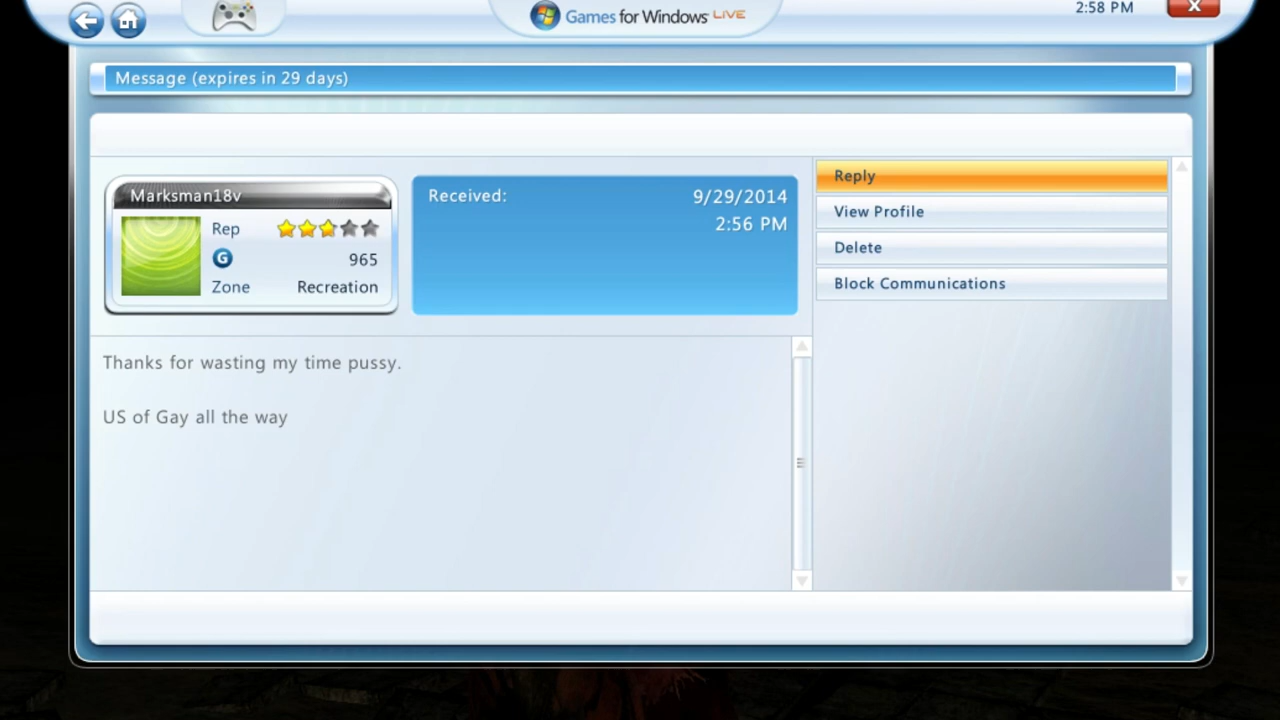 Games for Windows LIVE
2:58 PM
X
Message (expires in 29 days)
Marksman18v
Rep
G 965
Zone Recreation
Received: 9/29/2014
2:56 PM
Reply
View Profile
Delete
Block Communications
Thanks for wasting my time pussy.
US of Gay all the way